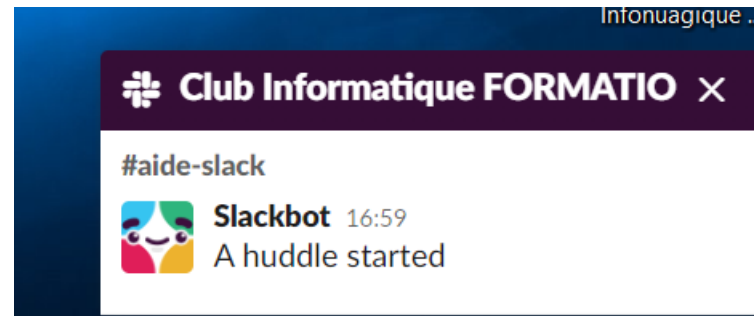 Infonuagique ..
Club Informatique FORMATIO
#aide-slack
Slackbot 16:59
A huddle started